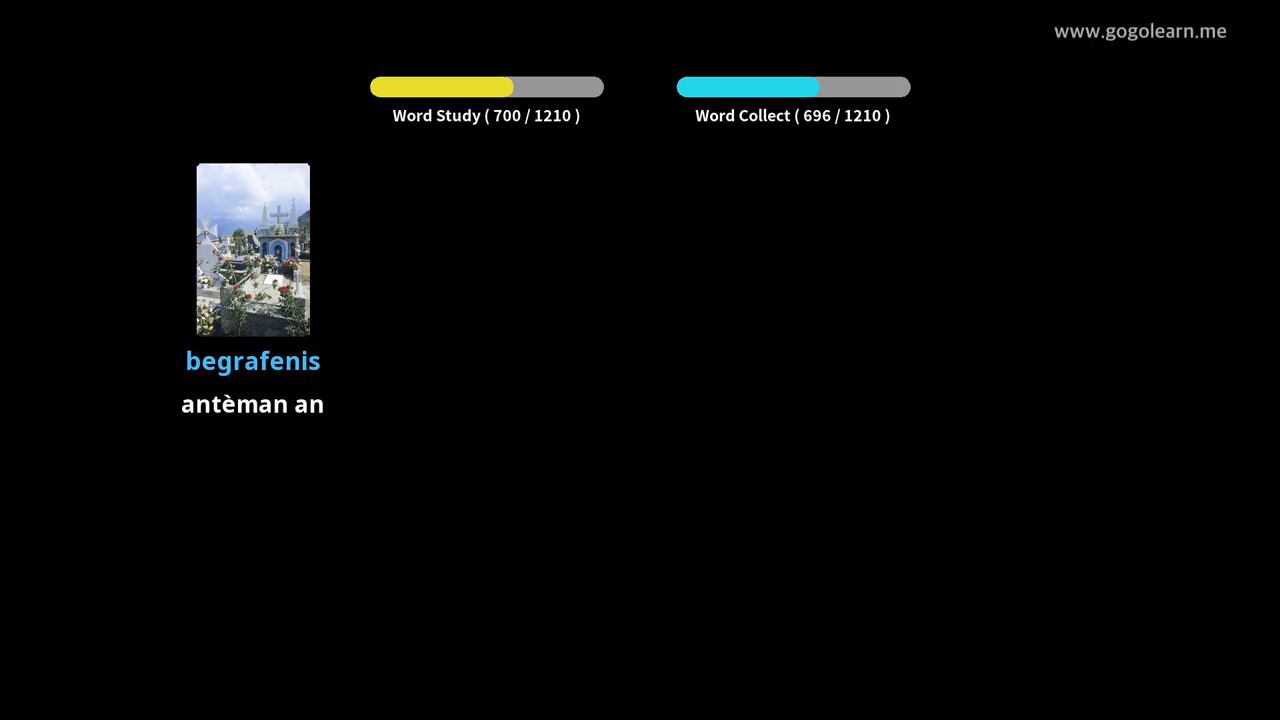 www.gogolearn.me
Word Study ( 700 / 1210 )
Word Collect ( 696 / 1210 )
begrafenis
antèman an